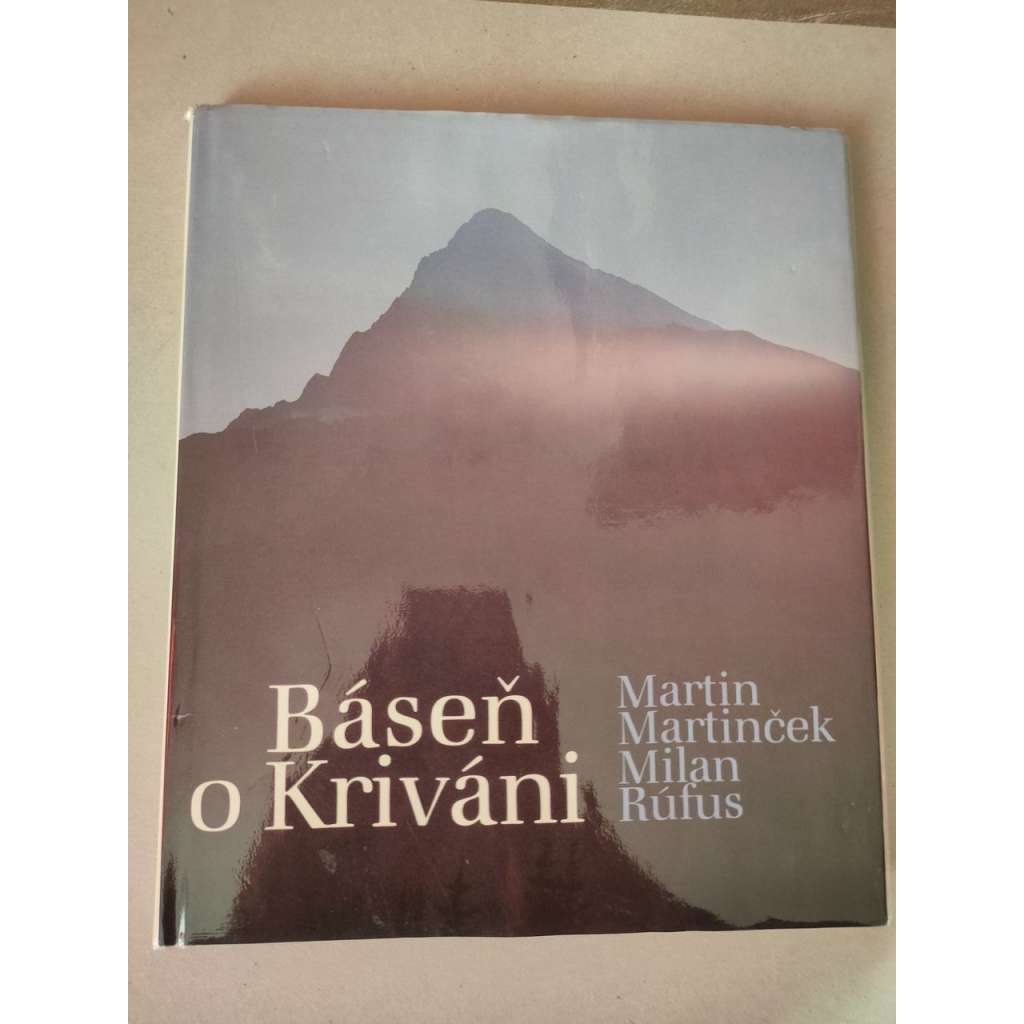 Báseň
o Kriváni
Martin
Martinček
Milan
Rúfus